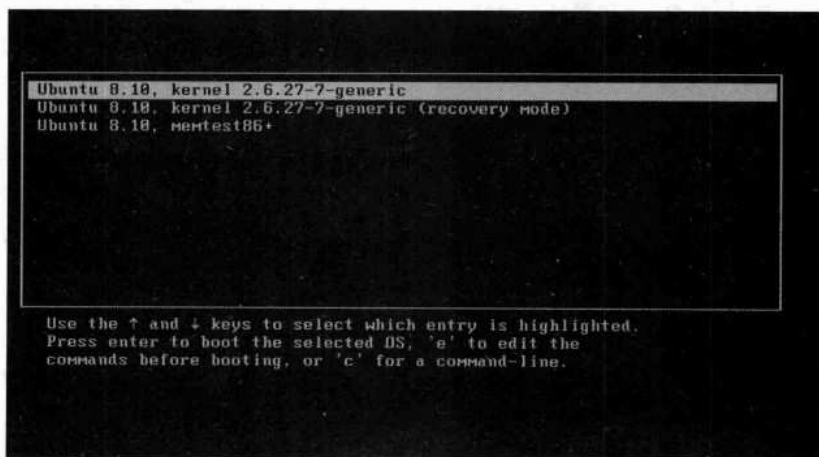 Ubuntu 8.10, kernel 2.6.27-7-generic
Ubuntu 8.10, kernel 2.6.27-7-generic (recovery mode)
Ubuntu 8.10, memtest86+
Use the ↑ and ↓ keys to select which entry is highlighted.
Press enter to boot the selected OS, 'e' to edit the
commands before booting, or 'c' for a command-line.